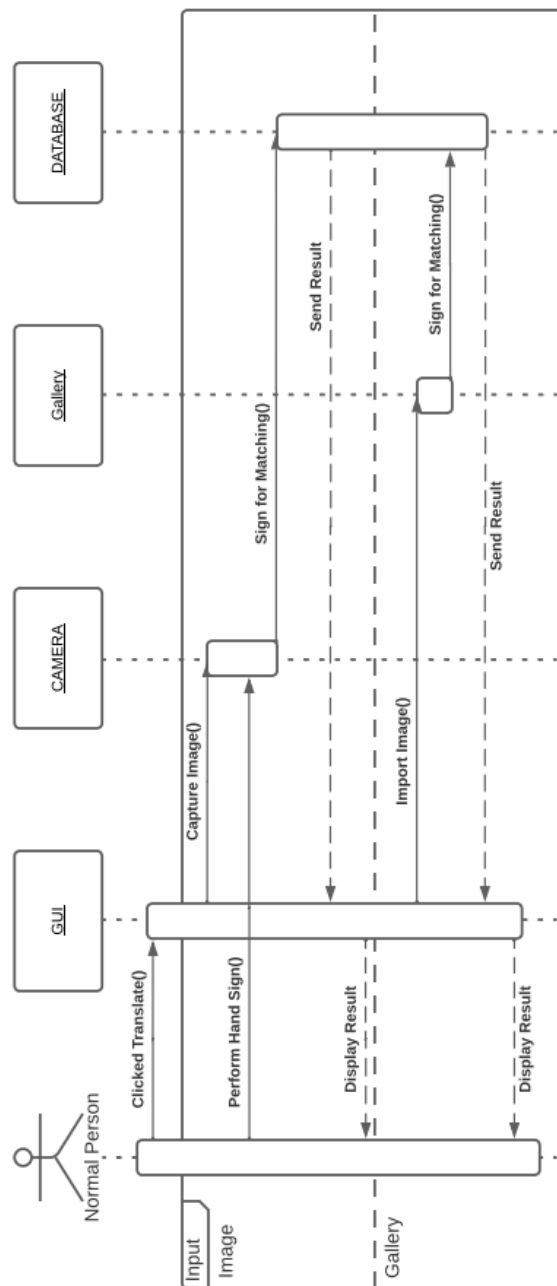 Normal Person
GUI
CAMERA
Gallery
DATABASE
Clicked Translate()
Input
Image
Capture Image()
Perform Hand Sign()
Sign for Matching()
Send Result
Display Result
Gallery
Import Image()
Sign for Matching()
Send Result
Display Result